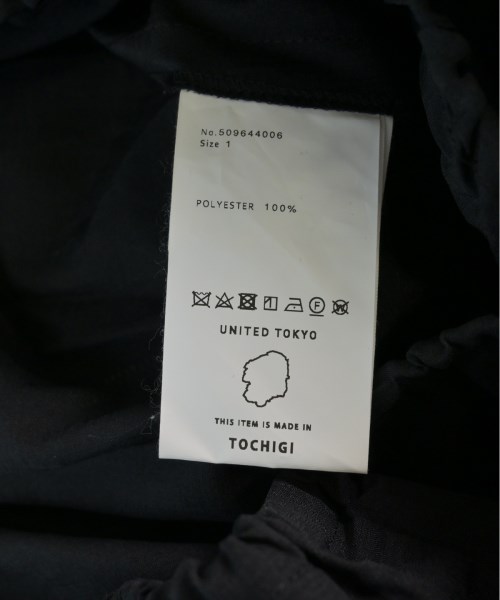 No.509644006
Size 1
POLYESTER 100%
UNITED TOKYO
THIS ITEM IS MADE IN
TOCHIGI